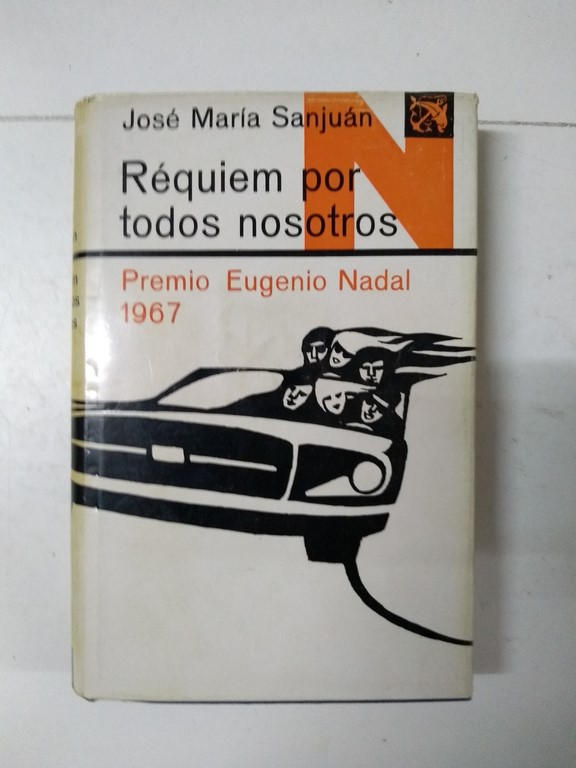 José María Sanjuán
Réquiem por
todos nosotros
Premio Eugenio Nadal
1967
N